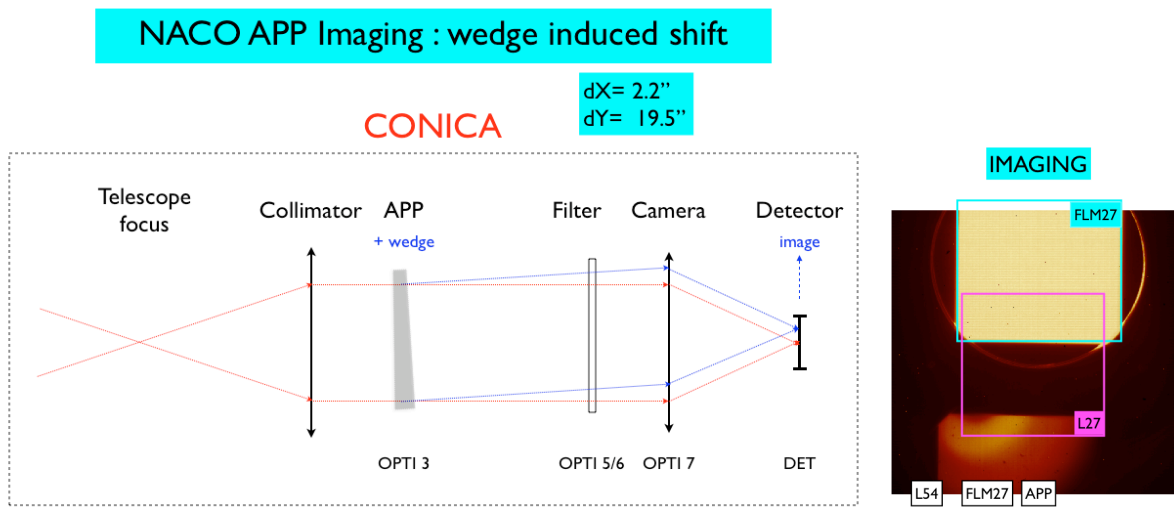 NACO APP Imaging : wedge induced shift
dX= 2.2”
dY= 19.5”
CONICA
IMAGING
Telescope
focus
Collimator
APP
+ wedge
Filter
Camera
Detector
image
FLM27
L27
OPTI 3
OPTI 5/6
OPTI 7
DET
L54
FLM27
APP